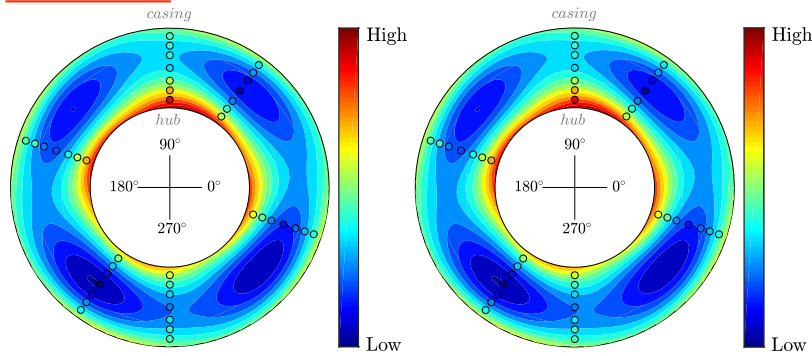 casing casing
High High
hub hub
90° 90°
180° 0° 180° 0°
270° 270°
Low Low